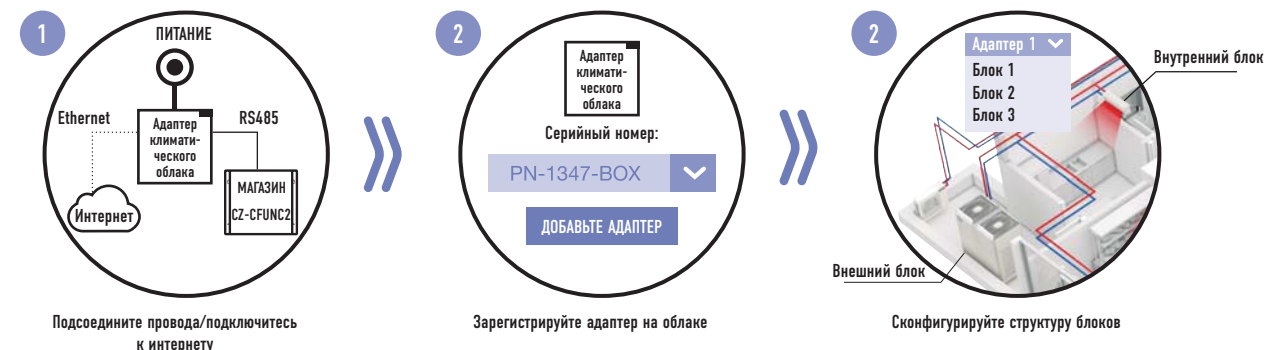 1
ПИТАНИЕ
Ethernet
RS485
Адаптер
климати-
ческого
облака
Интернет
МАГАЗИН
CZ-CFUNC2
Подсоедините провода/подключитесь
к интернету
2
Адаптер
климати-
ческого
облака
Серийный номер:
PN-1347-BOX
ДОБАВЬТЕ АДАПТЕР
Зарегистрируйте адаптер на облаке
2
Адаптер 1
Блок 1
Блок 2
Блок 3
Внутренний блок
Внешний блок
Сконфигурируйте структуру блоков